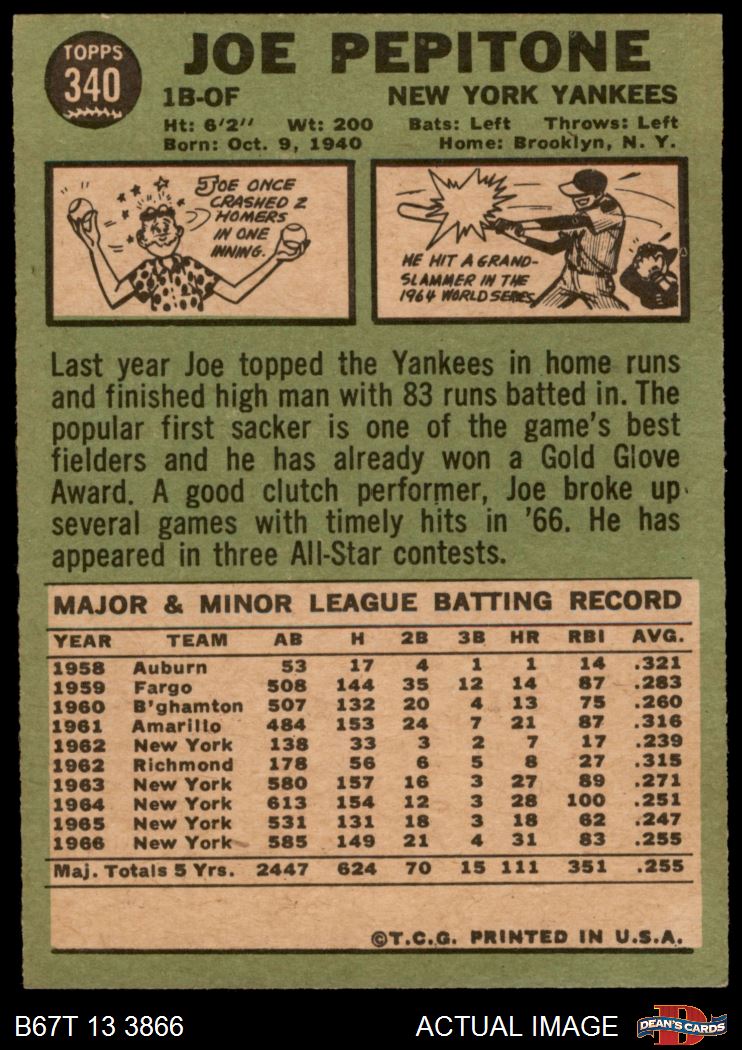 TOPPS
340
JOE PEPITONE
1B-OF NEW YORK YANKEES
Ht: 6'2" Wt: 200 Bats: Left Throws: Left
Born: Oct. 9, 1940 Home: Brooklyn, N. Y.
JOE ONCE
CRASHED 2
HOMERS
IN ONE
INNING.
HE HIT A GRAND-
SLAMMER IN THE
1964 WORLD SERIES
Last year Joe topped the Yankees in home runs
and finished high man with 83 runs batted in. The
popular first sacker is one of the game's best
fielders and he has already won a Gold Glove
Award. A good clutch performer, Joe broke up
several games with timely hits in '66. He has
appeared in three All-Star contests.
MAJOR & MINOR LEAGUE BATTING RECORD
YEAR TEAM AB H 2B 3B HR RBI AVG.
1958 Auburn 53 17 4 1 1 14 .321
1959 Fargo 508 144 35 12 14 87 .283
1960 B'ghamton 507 132 20 4 13 75 .260
1961 Amarillo 484 153 24 7 21 87 .316
1962 New York 138 33 3 2 7 17 .239
1962 Richmond 178 56 6 5 8 27 .315
1963 New York 580 157 16 3 27 89 .271
1964 New York 613 154 12 3 28 100 .251
1965 New York 531 131 18 3 18 62 .247
1966 New York 585 149 21 4 31 83 .255
Maj. Totals 5 Yrs. 2447 624 70 15 111 351 .255
©T.C.G. PRINTED IN U.S.A.
B67T 13 3866 ACTUAL IMAGE DEAN'S CARDS